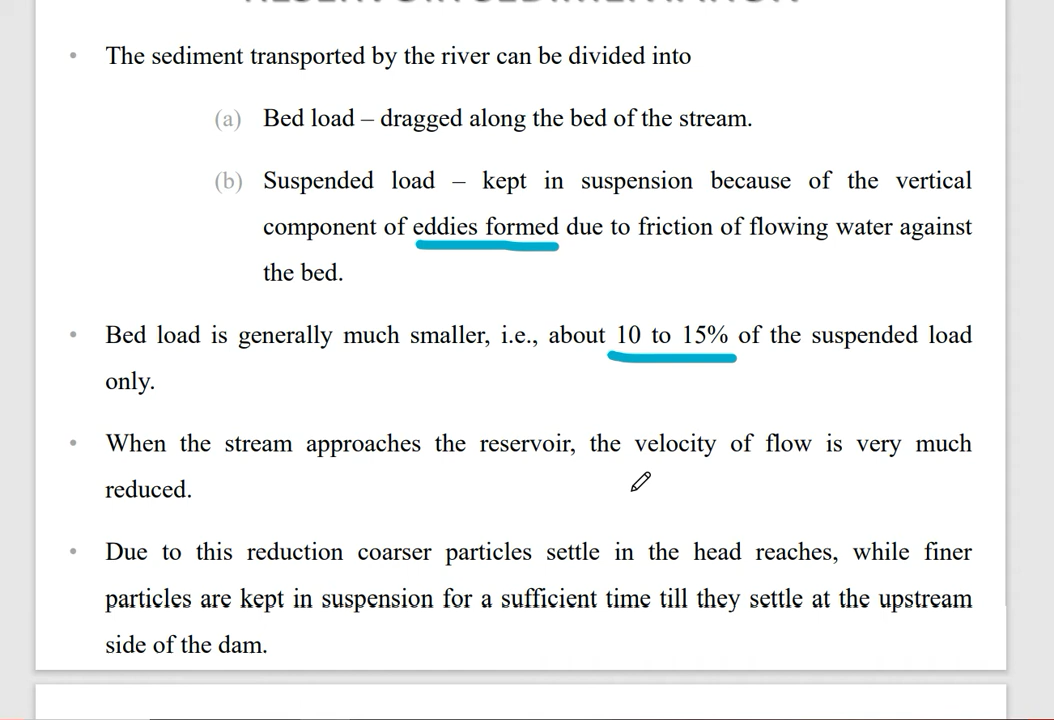 • The sediment transported by the river can be divided into
(a) Bed load – dragged along the bed of the stream.
(b) Suspended load – kept in suspension because of the vertical
component of eddies formed due to friction of flowing water against
the bed.
• Bed load is generally much smaller, i.e., about 10 to 15% of the suspended load
only.
• When the stream approaches the reservoir, the velocity of flow is very much
reduced.
• Due to this reduction coarser particles settle in the head reaches, while finer
particles are kept in suspension for a sufficient time till they settle at the upstream
side of the dam.